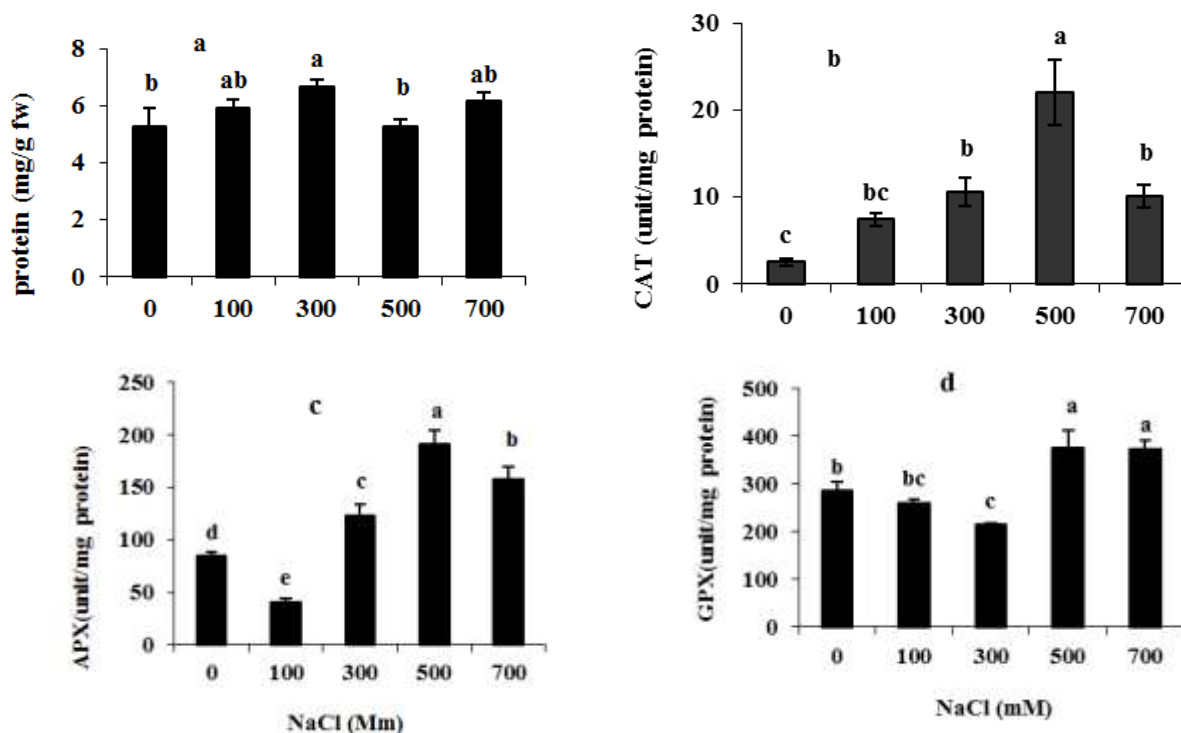 a
protein (mg/g fw)
8
6
4
2
0
b
ab
a
b
ab
0 100 300 500 700
b
CAT (unit/mg protein)
30
20
10
0
c
bc
b
a
b
0 100 300 500 700
c
APX(unit/mg protein)
250
200
150
100
50
0
d
e
c
a
b
0 100 300 500 700
NaCl (Mm)
d
GPX(unit/mg protein)
500
400
300
200
100
0
b
bc
c
a
a
0 100 300 500 700
NaCl (mM)